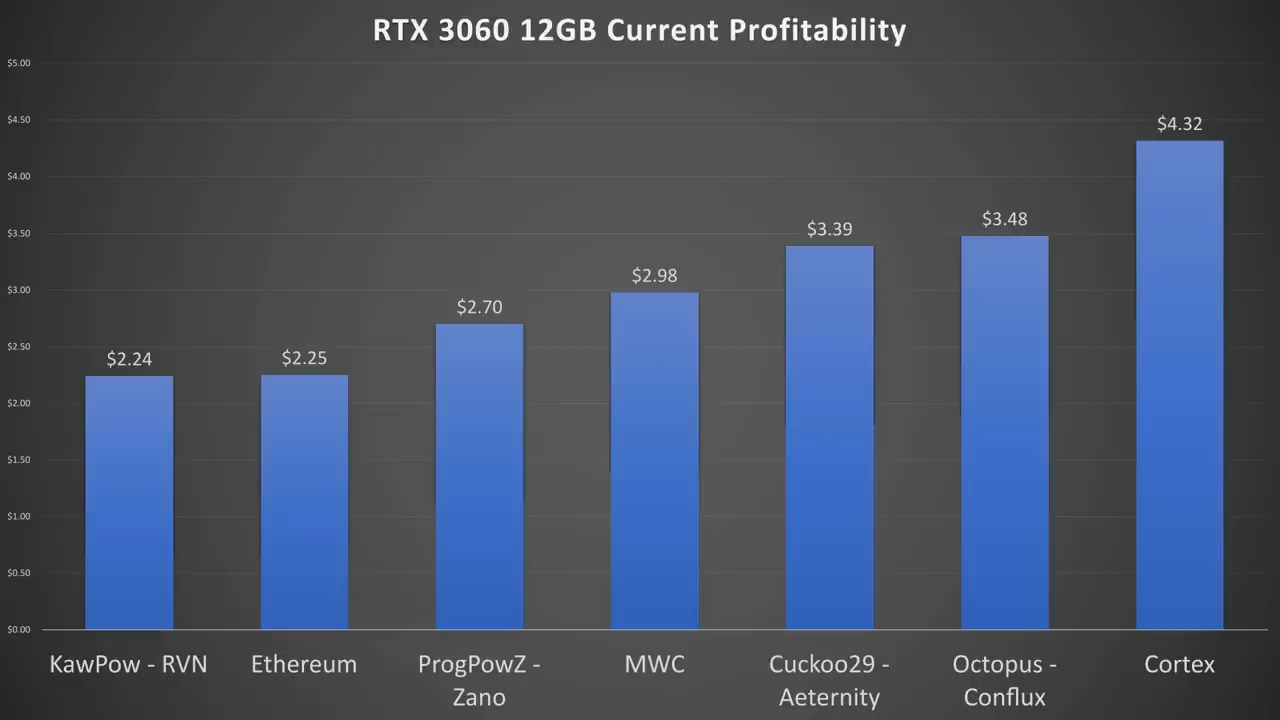 RTX 3060 12GB Current Profitability
$5.00
$4.50
$4.00
$3.50
$3.00
$2.50
$2.00
$1.50
$1.00
$0.50
$0.00
$2.24
$2.25
$2.70
$2.98
$3.39
$3.48
$4.32
KawPow - RVN
Ethereum
ProgPowZ -
Zano
MWC
Cuckoo29 -
Aeternity
Octopus -
Conflux
Cortex